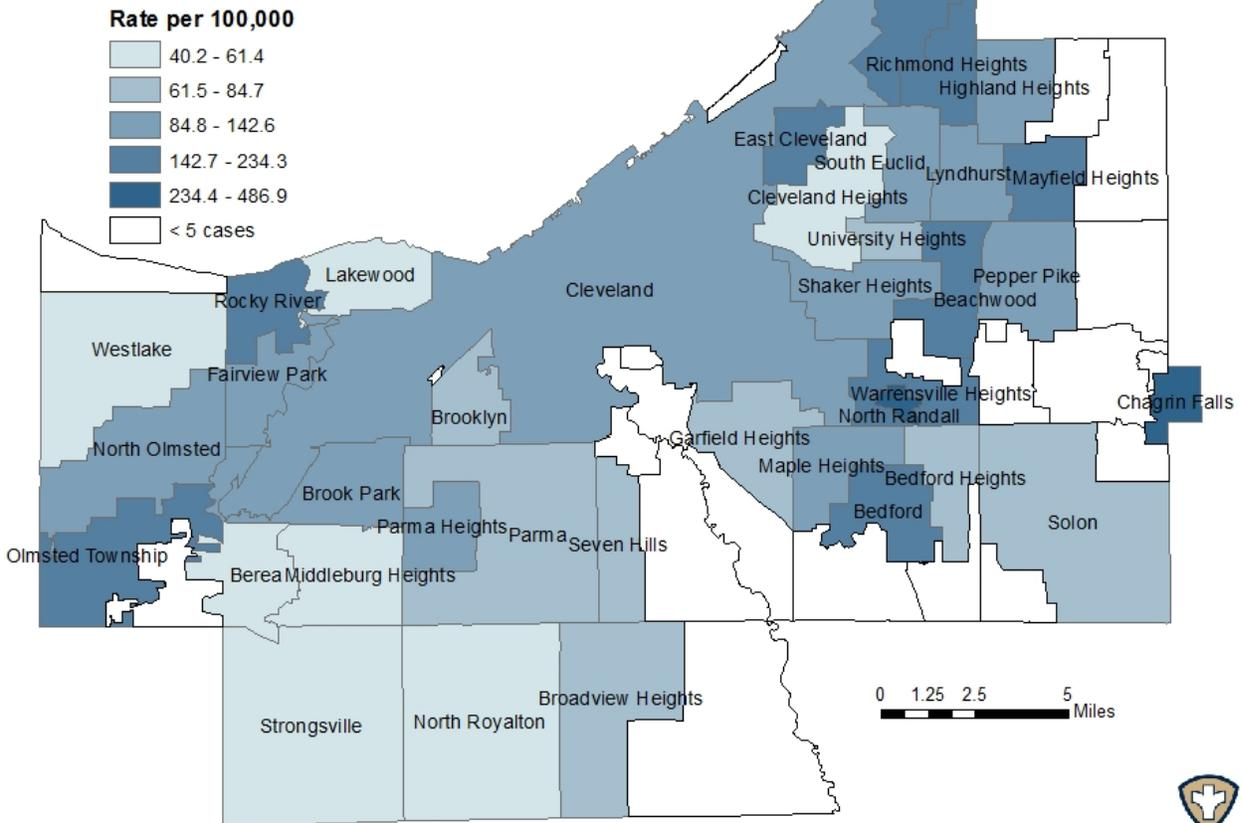 Rate per 100,000
40.2 - 61.4
61.5 - 84.7
84.8 - 142.6
142.7 - 234.3
234.4 - 486.9
< 5 cases
Richmond Heights
Highland Heights
East Cleveland
South Euclid
Lyndhurst
Mayfield Heights
Cleveland Heights
University Heights
Lakewood
Pepper Pike
Shaker Heights
Cleveland
Rocky River
Beachwood
Westlake
Fairview Park
Warrensville Heights
Chagrin Falls
Brooklyn
North Randall
Garfield Heights
North Olmsted
Maple Heights
Bedford Heights
Brook Park
Bedford
Solon
Parma Heights
Parma
Seven Hills
Olmsted Township
Berea
Middleburg Heights
Broadview Heights
Strongsville
North Royalton
0 1.25 2.5 5
Miles